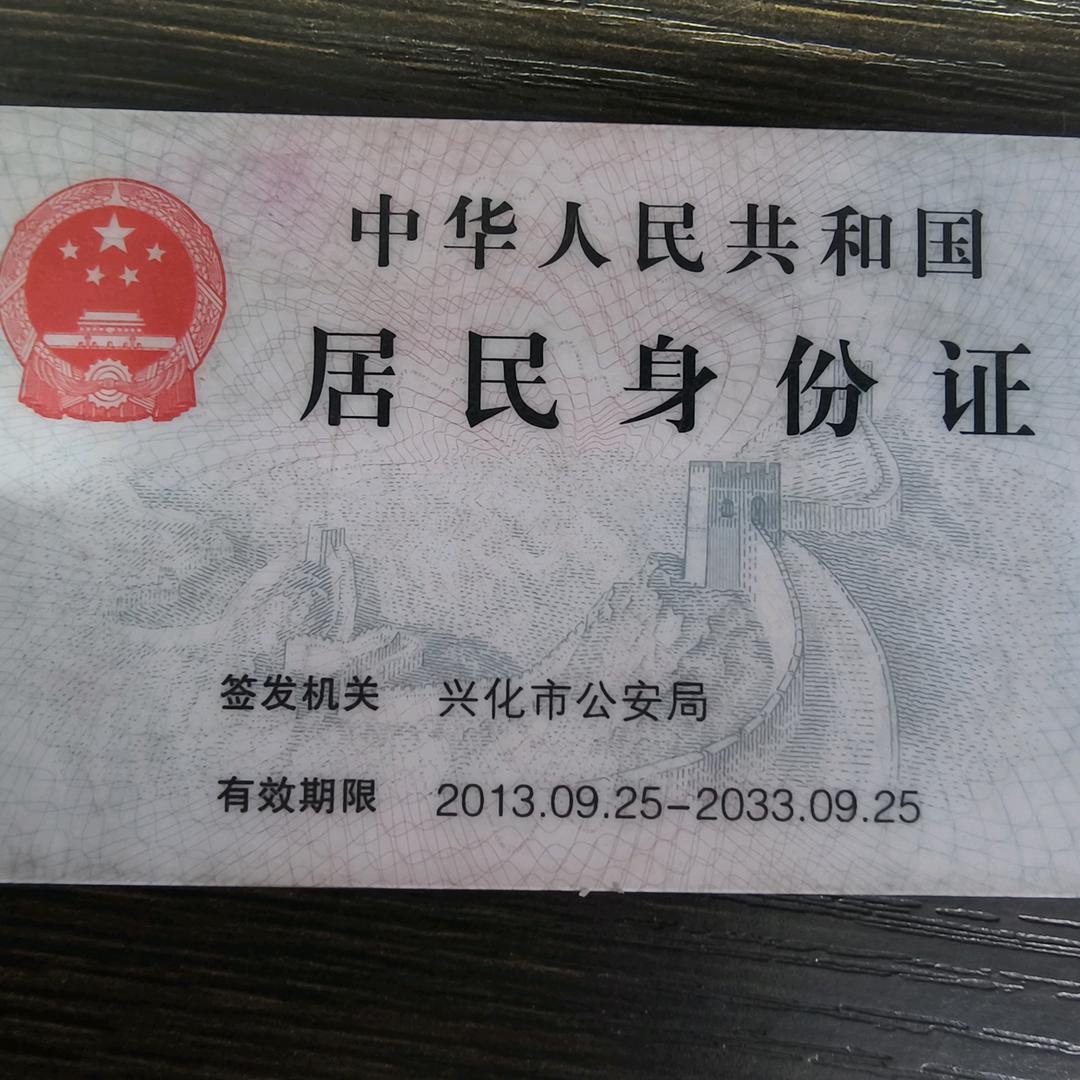 中华人民共和国
居民身份证
签发机关 兴化市公安局
有效期限 2013.09.25-2033.09.25